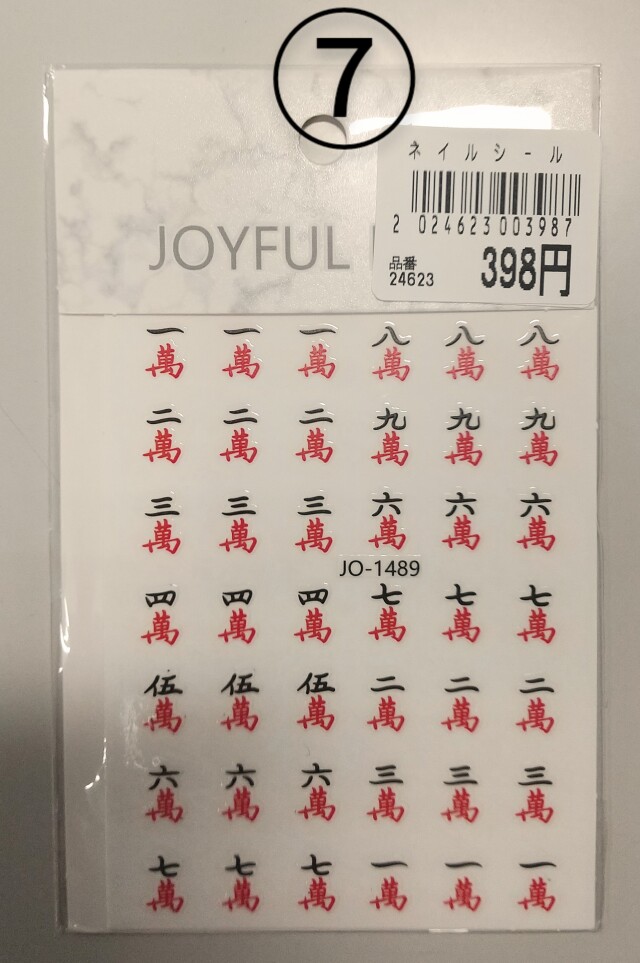 ⑦
ネイルシール
2 024623 003987
品番
24623
398円
JOYFUL
一 一 一 八 八 八
萬 萬 萬 萬 萬 萬
二 二 二 九 九 九
萬 萬 萬 萬 萬 萬
三 三 三 六 六 六
萬 萬 萬 萬 萬 萬
JO-1489
四 四 四 七 七 七
萬 萬 萬 萬 萬 萬
伍 伍 伍 二 二 二
萬 萬 萬 萬 萬 萬
六 六 六 三 三 三
萬 萬 萬 萬 萬 萬
七 七 七 一 一 一
萬 萬 萬 萬 萬 萬